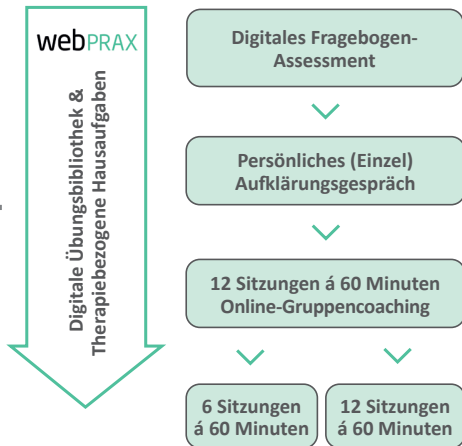 webPRAX
Digitale Übungsbibliothek &
Therapiebezogene Hausaufgaben
Digitales Fragebogen-
Assessment
Persönliches (Einzel)
Aufklärungsgespräch
12 Sitzungen á 60 Minuten
Online-Gruppencoaching
6 Sitzungen
á 60 Minuten
12 Sitzungen
á 60 Minuten